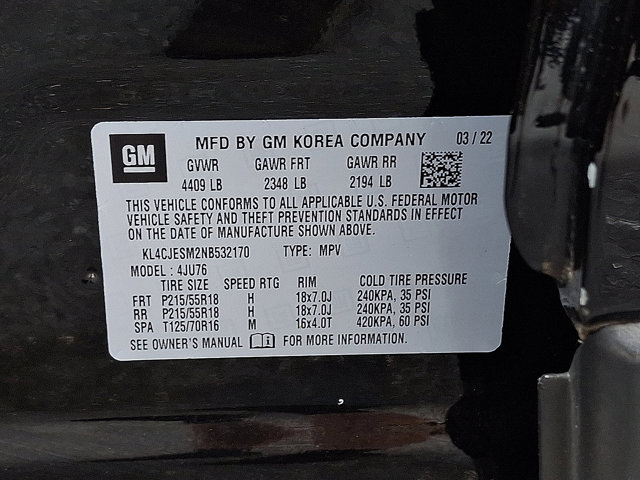 GM MFD BY GM KOREA COMPANY 03 / 22
GVWR GAWR FRT GAWR RR
4409 LB 2348 LB 2194 LB
THIS VEHICLE CONFORMS TO ALL APPLICABLE U.S. FEDERAL MOTOR
VEHICLE SAFETY AND THEFT PREVENTION STANDARDS IN EFFECT
ON THE DATE OF MANUFACTURE SHOWN ABOVE.
KL4CJESM2NB532170 TYPE: MPV
MODEL : 4JU76
TIRE SIZE SPEED RTG RIM COLD TIRE PRESSURE
FRT P215/55R18 H 18x7.0J 240KPA, 35 PSI
RR P215/55R18 H 18x7.0J 240KPA, 35 PSI
SPA T125/70R16 M 16x4.0T 420KPA, 60 PSI
SEE OWNER'S MANUAL FOR MORE INFORMATION.